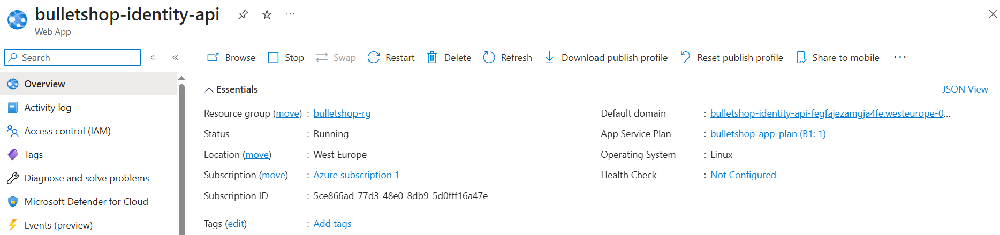 bulletshop-identity-api
Web App
Search
Browse Stop Swap Restart Delete Refresh Download publish profile Reset publish profile Share to mobile
Overview
Activity log
Access control (IAM)
Tags
Diagnose and solve problems
Microsoft Defender for Cloud
Events (preview)
Essentials
JSON View
Resource group (move) : bulletshop-rg
Status : Running
Location (move) : West Europe
Subscription (move) : Azure subscription 1
Subscription ID : 5ce866ad-77d3-48e0-8db9-5d0fff16a47e
Tags (edit) : Add tags
Default domain : bulletshop-identity-api-fegfajezamgja4fe.westeurope-0...
App Service Plan : bulletshop-app-plan (B1: 1)
Operating System : Linux
Health Check : Not Configured